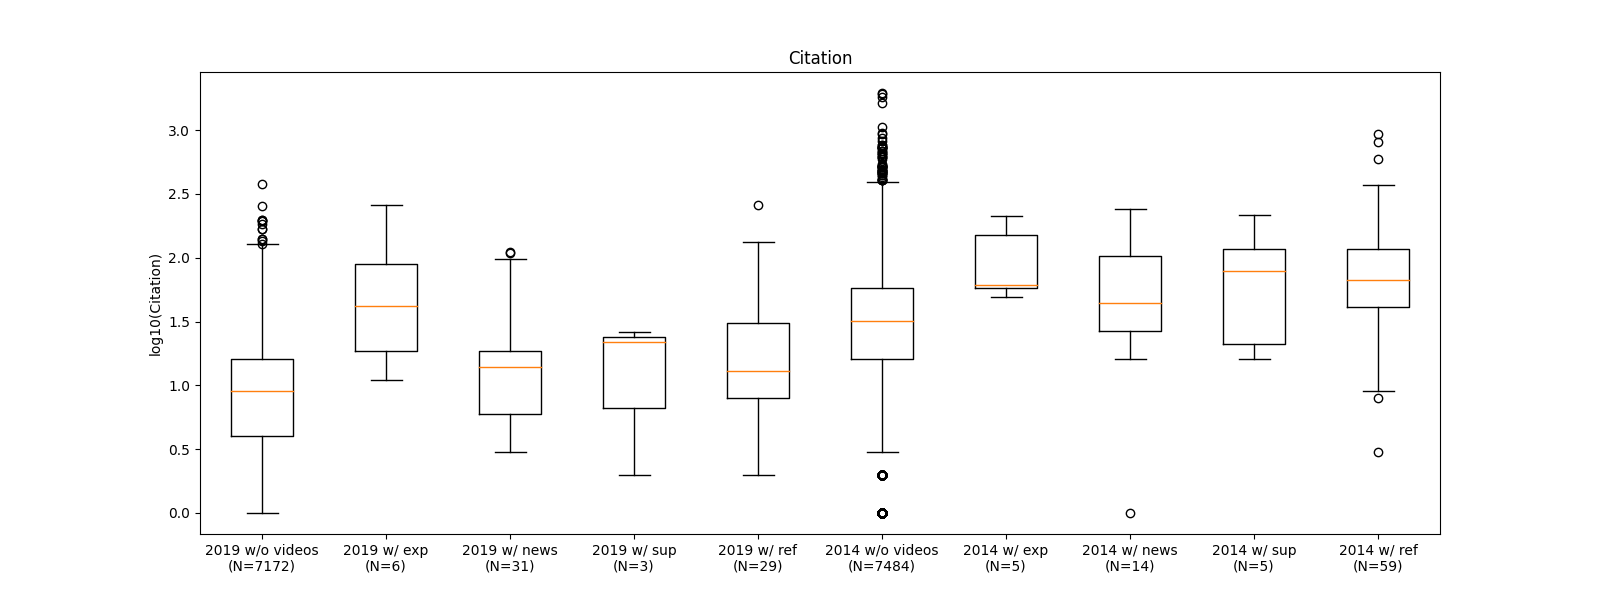 Citation
log10(Citation)
3.0
2.5
2.0
1.5
1.0
0.5
0.0
2019 w/o videos 2019 w/ exp 2019 w/ news 2019 w/ sup 2019 w/ ref 2014 w/o videos 2014 w/ exp 2014 w/ news 2014 w/ sup 2014 w/ ref
(N=7172) (N=6) (N=31) (N=3) (N=29) (N=7484) (N=5) (N=14) (N=5) (N=59)